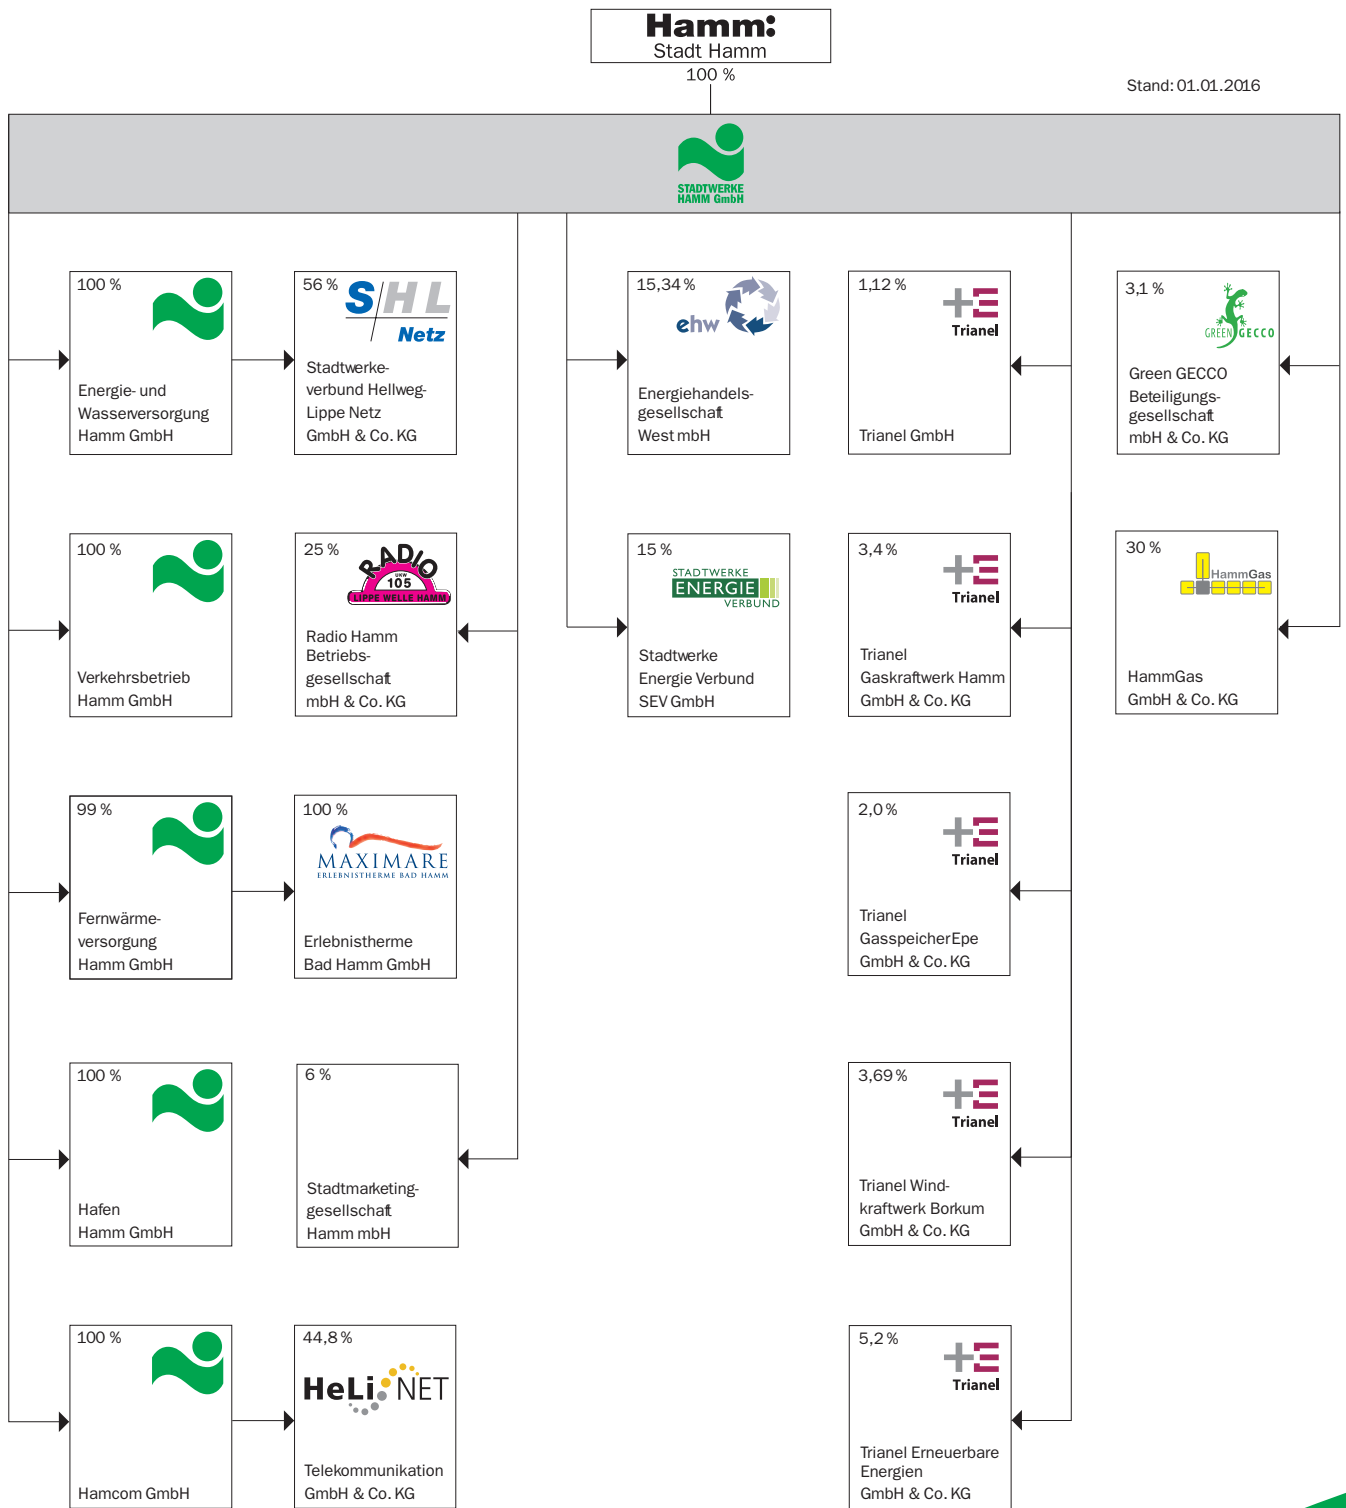 Hamm:
Stadt Hamm
100 %
Stand: 01.01.2016
STADTWERKE
HAMM GmbH
100 %
Energie- und
Wasserversorgung
Hamm GmbH
56 %
S/HL
Netz
Stadtwerke-
verbund Hellweg-
Lippe Netz
GmbH & Co. KG
15,34 %
ehw
Energiehandels-
gesellschaft
West mbH
1,12 %
Trianel
Trianel GmbH
3,1 %
GREEN GECCO
Green GECCO
Beteiligungs-
gesellschaft
mbH & Co. KG
100 %
Verkehrsbetrieb
Hamm GmbH
25 %
RADIO
UKW
105
LIPPE WELLE HAMM
Radio Hamm
Betriebs-
gesellschaft
mbH & Co. KG
15 %
STADTWERKE
ENERGIE
VERBUND
Stadtwerke
Energie Verbund
SEV GmbH
3,4 %
Trianel
Trianel
Gaskraftwerk Hamm
GmbH & Co. KG
30 %
HammGas
HammGas
GmbH & Co. KG
99 %
Fernwärme-
versorgung
Hamm GmbH
100 %
MAXIMARE
ERLEBNISTHERME BAD HAMM
Erlebnistherme
Bad Hamm GmbH
2,0 %
Trianel
Trianel
Gasspeicher Epe
GmbH & Co. KG
100 %
Hafen
Hamm GmbH
6 %
Stadtmarketing-
gesellschaft
Hamm mbH
3,69 %
Trianel
Trianel Wind-
kraftwerk Borkum
GmbH & Co. KG
100 %
Hamcom GmbH
44,8 %
HeLi NET
Telekommunikation
GmbH & Co. KG
5,2 %
Trianel
Trianel Erneuerbare
Energien
GmbH & Co. KG